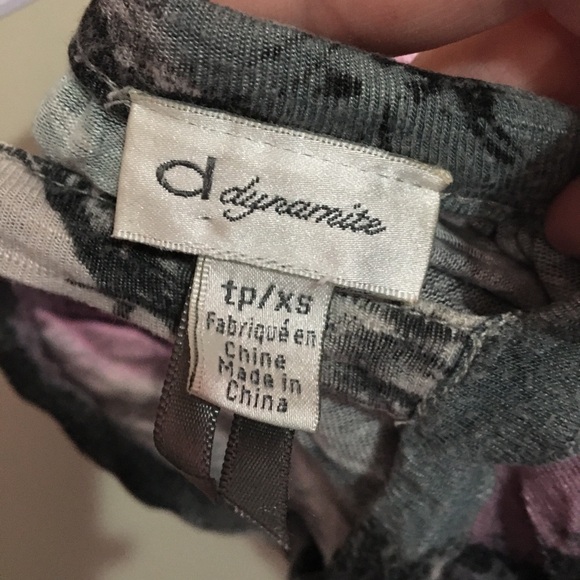 d dynamite
tp/xs
Fabriqué en
Chine
Made in
China